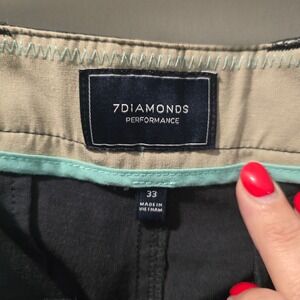 7DIAMONDS
PERFORMANCE
33
MADE IN
VIETNAM